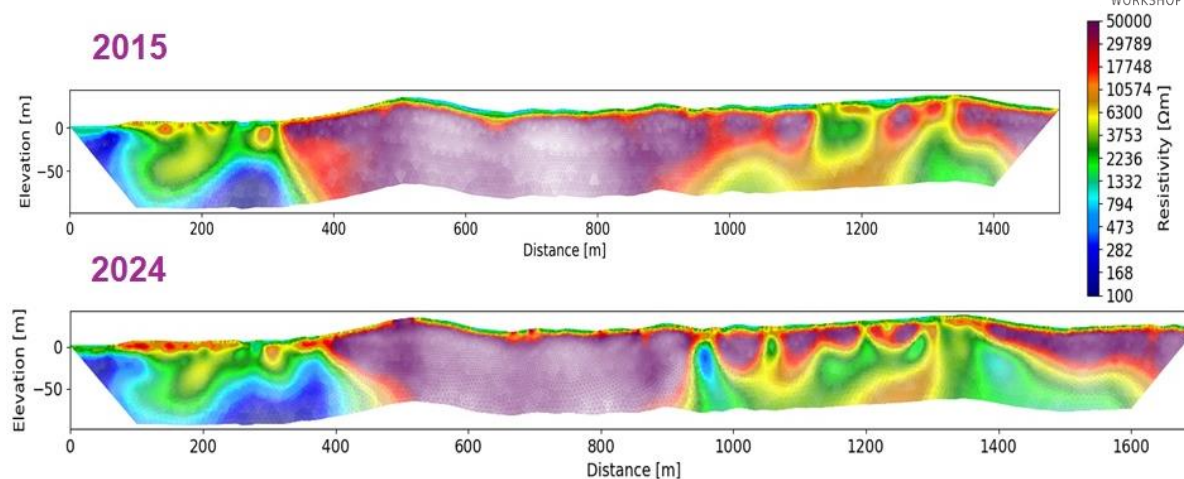 WORKSHOP
2015
50000
29789
17748
10574
6300
3753
2236
1332
794
473
282
168
100
Resistivity [Ωm]
Elevation [m]
0
−50
0 200 400 600 800 1000 1200 1400
Distance [m]
2024
Elevation [m]
0
−50
0 200 400 600 800 1000 1200 1400 1600
Distance [m]